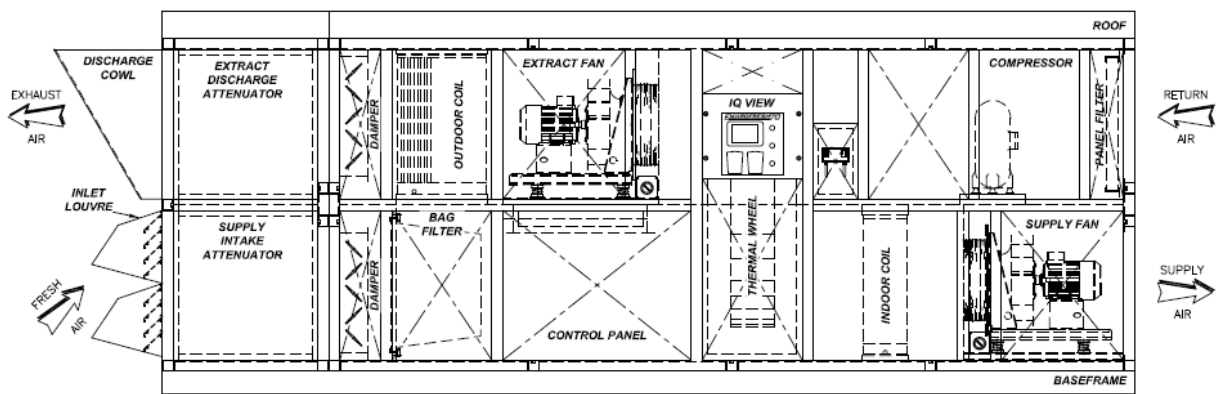 ROOF
DISCHARGE
COWL
EXTRACT
DISCHARGE
ATTENUATOR
EXTRACT FAN
COMPRESSOR
EXHAUST
AIR
DAMPER
OUTDOOR COIL
IQ VIEW
PANEL FILTER
RETURN
AIR
INLET
LOUVRE
SUPPLY
INTAKE
ATTENUATOR
BAG
FILTER
SUPPLY FAN
FRESH
AIR
DAMPER
CONTROL PANEL
THERMAL WHEEL
INDOOR COIL
SUPPLY
AIR
BASEFRAME